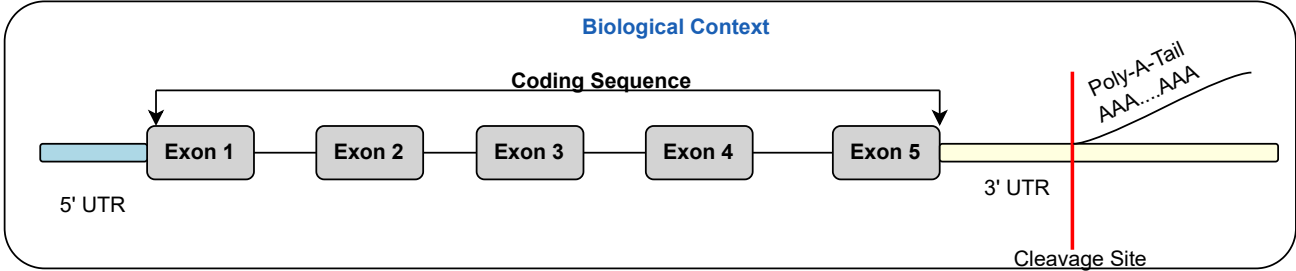 Biological Context
Coding Sequence
Poly-A-Tail
AAA....AAA
Exon 1
Exon 2
Exon 3
Exon 4
Exon 5
5' UTR
3' UTR
Cleavage Site